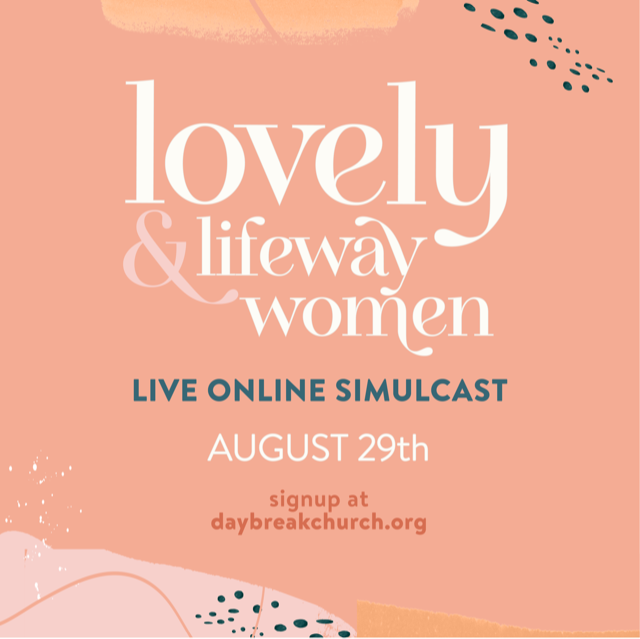 lovely
& lifeway
women
LIVE ONLINE SIMULCAST
AUGUST 29th
signup at
daybreakchurch.org